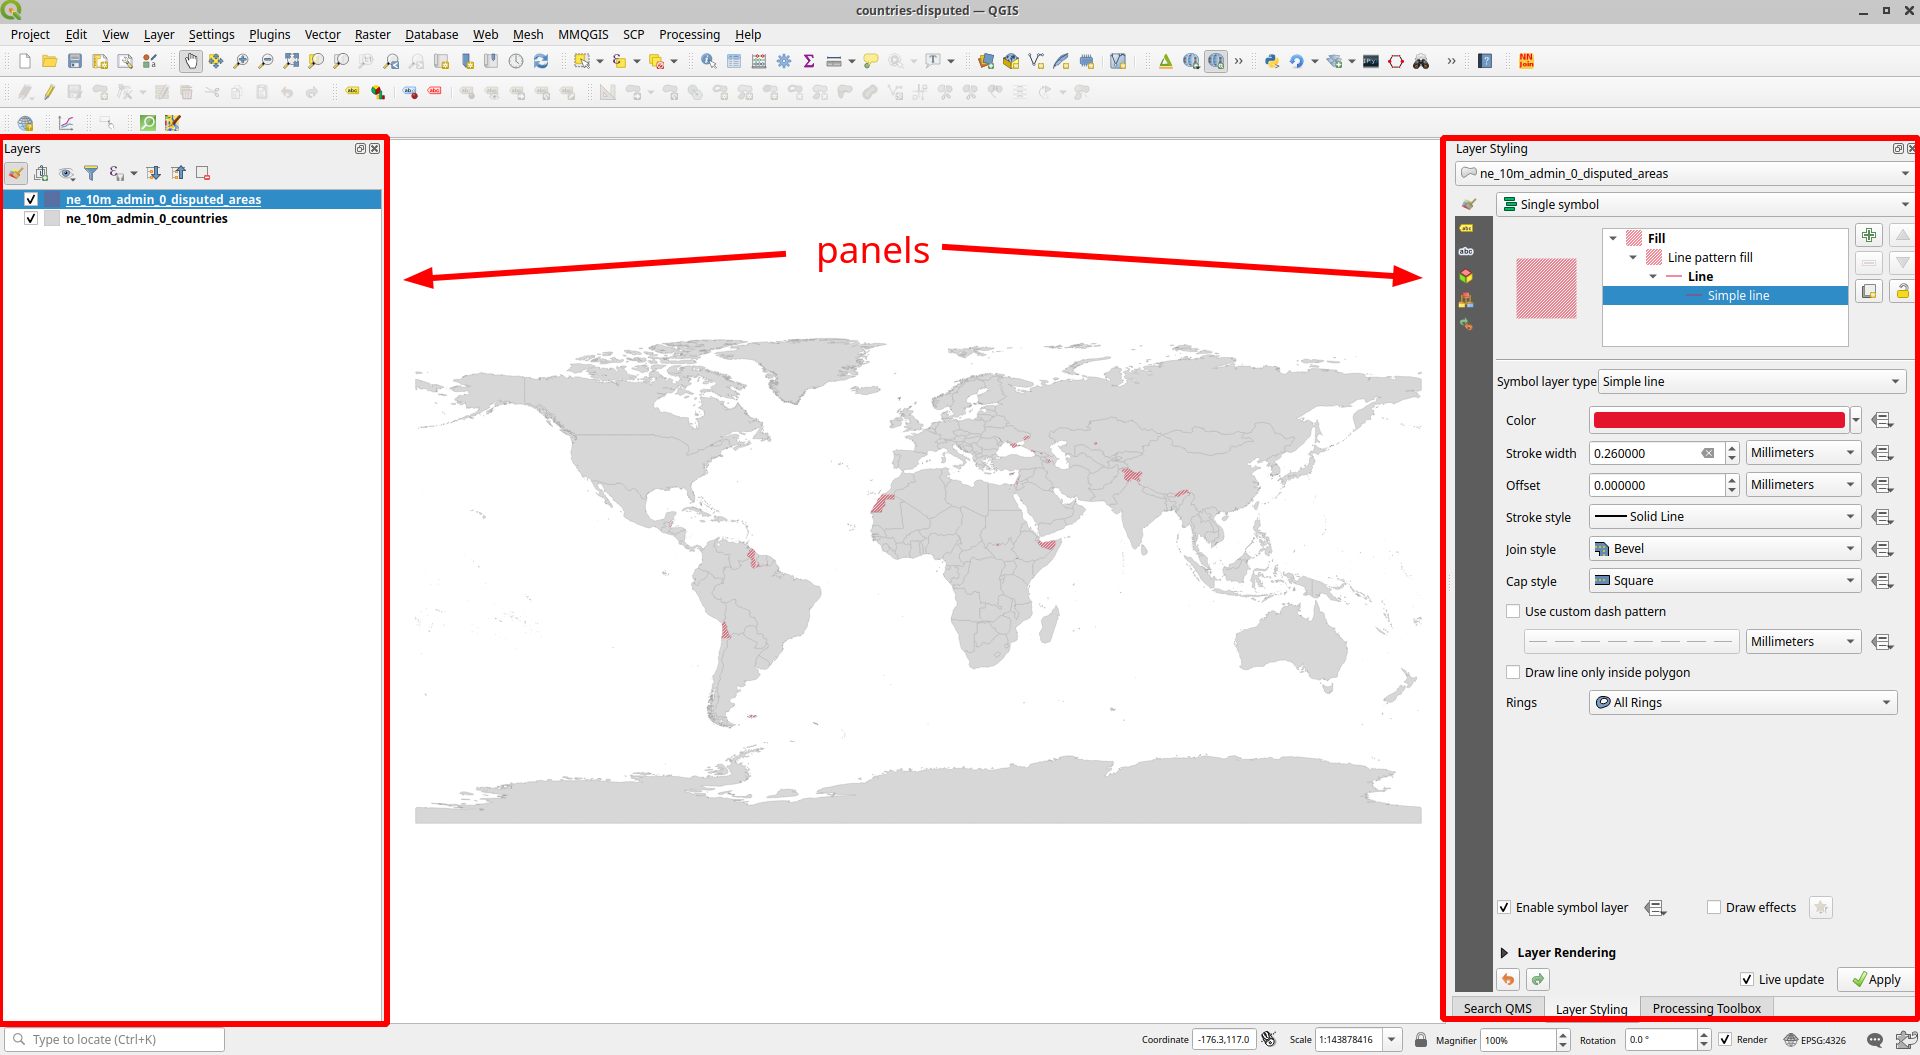 countries-disputed — QGIS
Project Edit View Layer Settings Plugins Vector Raster Database Web Mesh MMQGIS SCP Processing Help
Layers
ne_10m_admin_0_disputed_areas
ne_10m_admin_0_countries
panels
Layer Styling
ne_10m_admin_0_disputed_areas
Single symbol
Fill
Line pattern fill
Line
Simple line
Symbol layer type Simple line
Color
Stroke width 0.260000 Millimeters
Offset 0.000000 Millimeters
Stroke style Solid Line
Join style Bevel
Cap style Square
Use custom dash pattern
Millimeters
Draw line only inside polygon
Rings All Rings
Enable symbol layer Draw effects
Layer Rendering
Live update Apply
Search QMS Layer Styling Processing Toolbox
Type to locate (Ctrl+K) Coordinate -176.3,117.0 Scale 1:143878416 Magnifier 100% Rotation 0.0 ° Render EPSG:4326